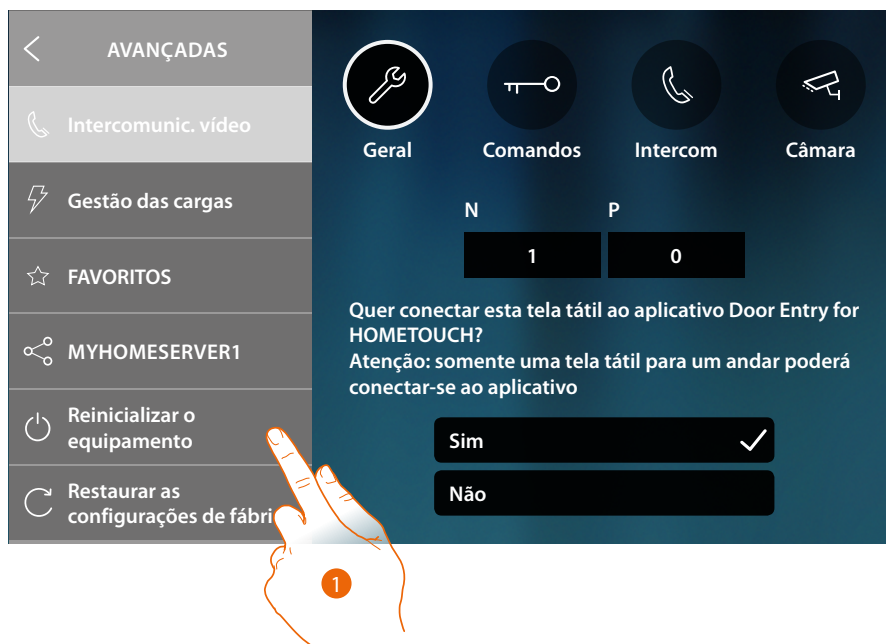 AVANÇADAS
Intercomunic. vídeo
Gestão das cargas
FAVORITOS
MYHOMESERVER1
Reinicializar o
equipamento
Restaurar as
configurações de fábri
Geral
Comandos
Intercom
Câmara
N
P
1
0
Quer conectar esta tela tátil ao aplicativo Door Entry for
HOMETOUCH?
Atenção: somente uma tela tátil para um andar poderá
conectar-se ao aplicativo
Sim
Não
1